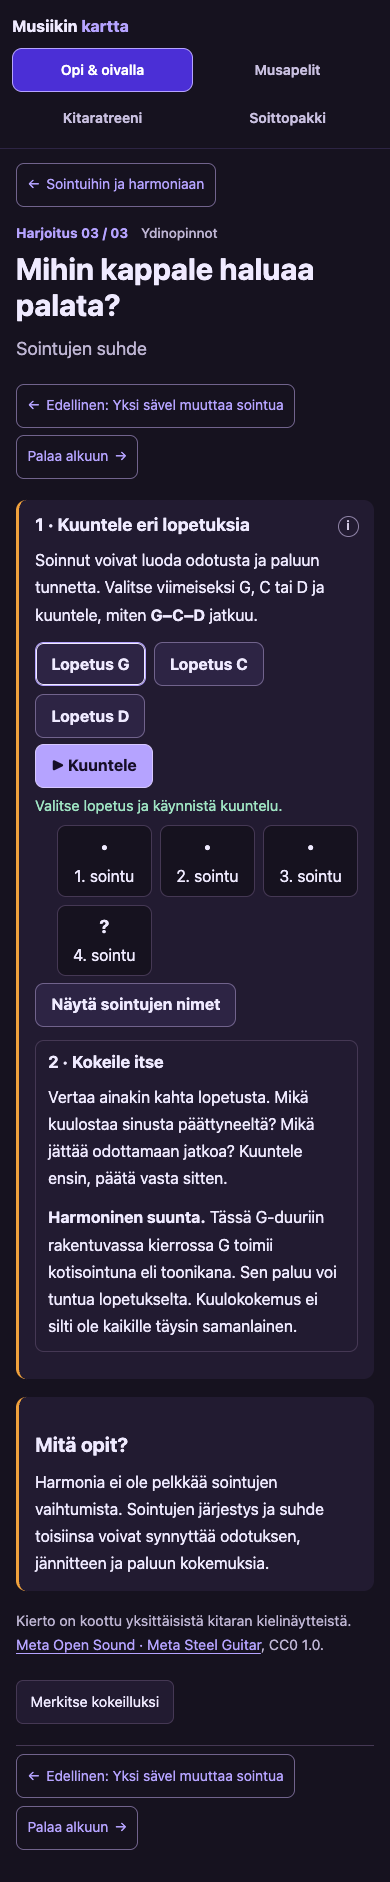 Musiikin kartta
Opi & oivalla
Musapelit
Kitaratreeni
Soittopakki
← Sointuihin ja harmoniaan
Harjoitus 03 / 03 Ydinopinnot
Mihin kappale haluaa
palata?
Sointujen suhde
← Edellinen: Yksi sävel muuttaa sointua
Palaa alkuun →
1 · Kuuntele eri lopetuksia
i
Soinnut voivat luoda odotusta ja paluun
tunnetta. Valitse viimeiseksi G, C tai D ja
kuuntele, miten G–C–D jatkuu.
Lopetus G
Lopetus C
Lopetus D
▶ Kuuntele
Valitse lopetus ja käynnistä kuuntelu.
•
1. sointu
•
2. sointu
•
3. sointu
?
4. sointu
Näytä sointujen nimet
2 · Kokeile itse
Vertaa ainakin kahta lopetusta. Mikä
kuulostaa sinusta päättyneeltä? Mikä
jättää odottamaan jatkoa? Kuuntele
ensin, päätä vasta sitten.
Harmoninen suunta. Tässä G-duuriin
rakentuvassa kierrossa G toimii
kotisointuna eli toonikana. Sen paluu voi
tuntua lopetukselta. Kuulokokemus ei
silti ole kaikille täysin samanlainen.
Mitä opit?
Harmonia ei ole pelkkää sointujen
vaihtumista. Sointujen järjestys ja suhde
toisiinsa voivat synnyttää odotuksen,
jännitteen ja paluun kokemuksia.
Kierto on koottu yksittäisistä kitaran kielinäytteistä.
Meta Open Sound · Meta Steel Guitar, CC0 1.0.
Merkitse kokeilluksi
← Edellinen: Yksi sävel muuttaa sointua
Palaa alkuun →